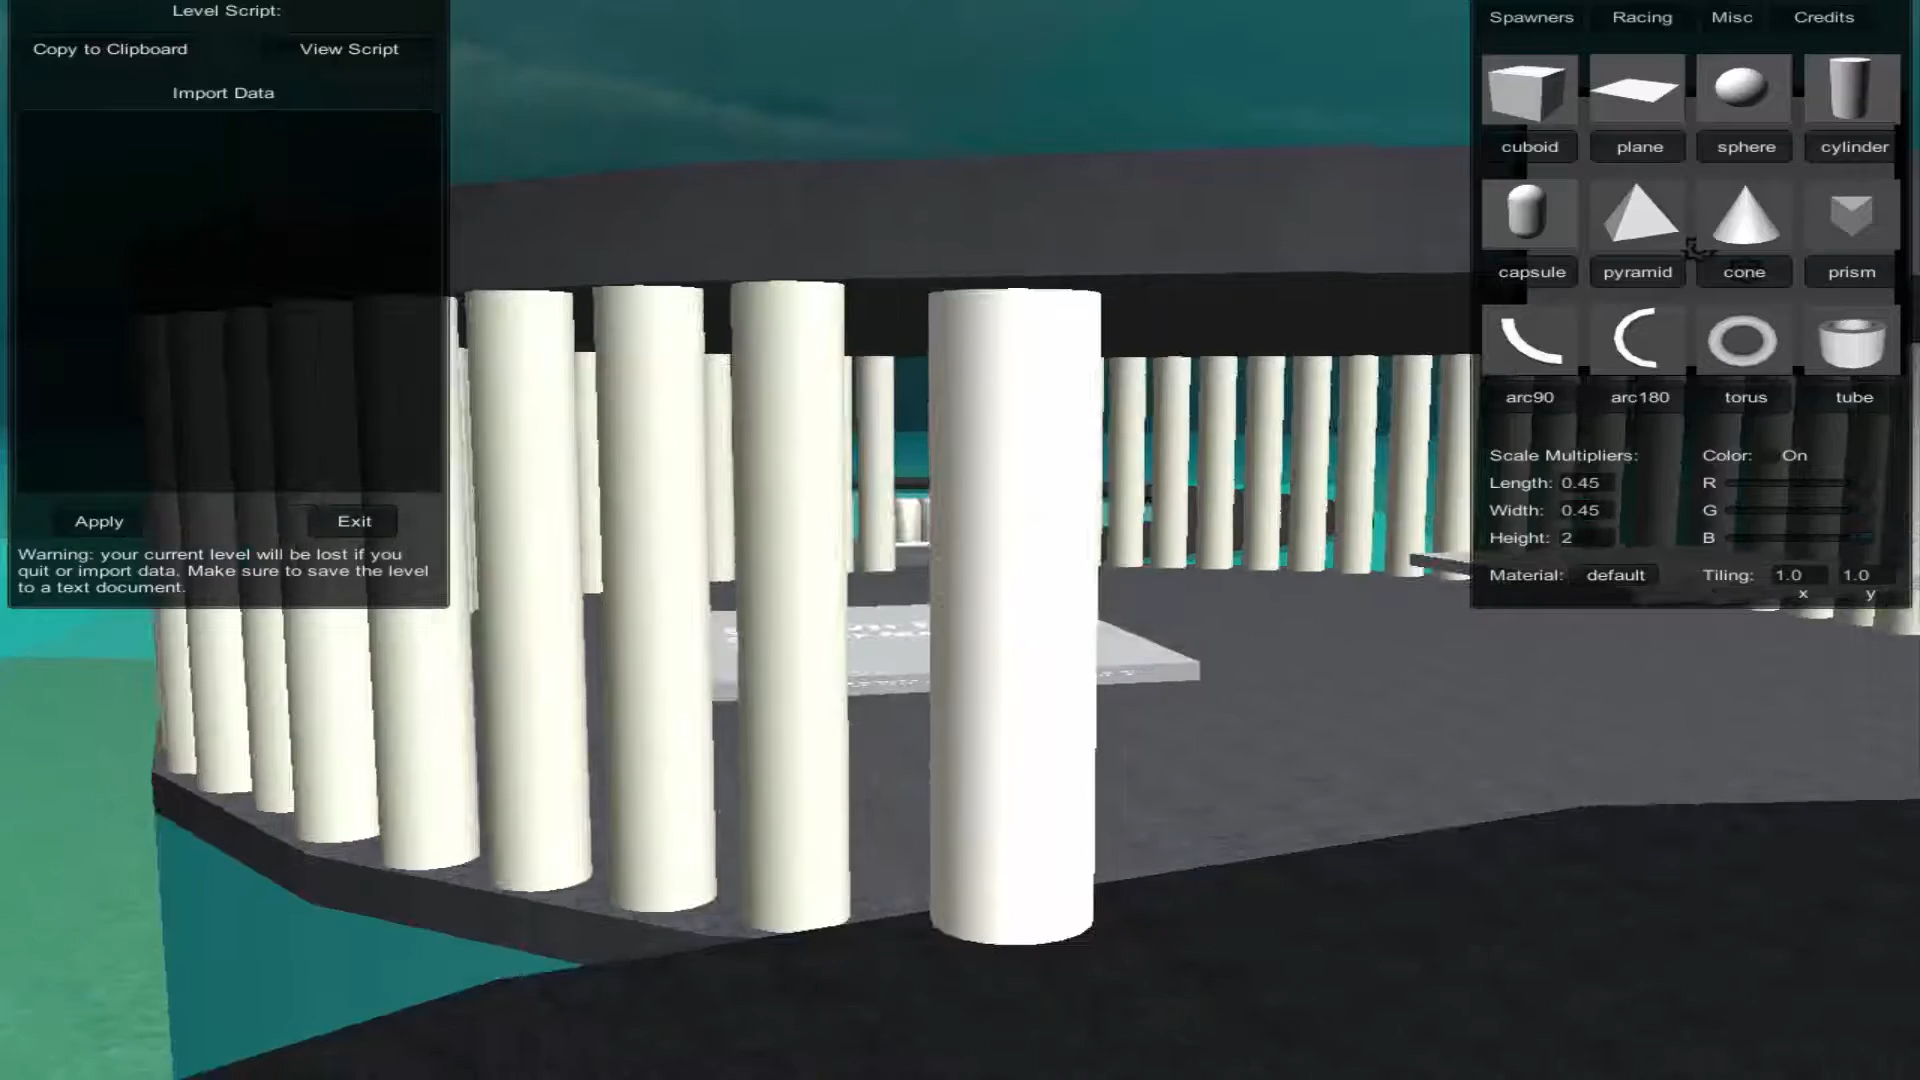 Level Script:
Copy to Clipboard View Script
Import Data
Apply Exit
Warning: your current level will be lost if you
quit or import data. Make sure to save the level
to a text document.
Spawners Racing Misc Credits
cuboid plane sphere cylinder
capsule pyramid cone prism
arc90 arc180 torus tube
Scale Multipliers: Color: On
Length: 0.45 R
Width: 0.45 G
Height: 2 B
Material: default Tiling: 1.0 1.0
x y